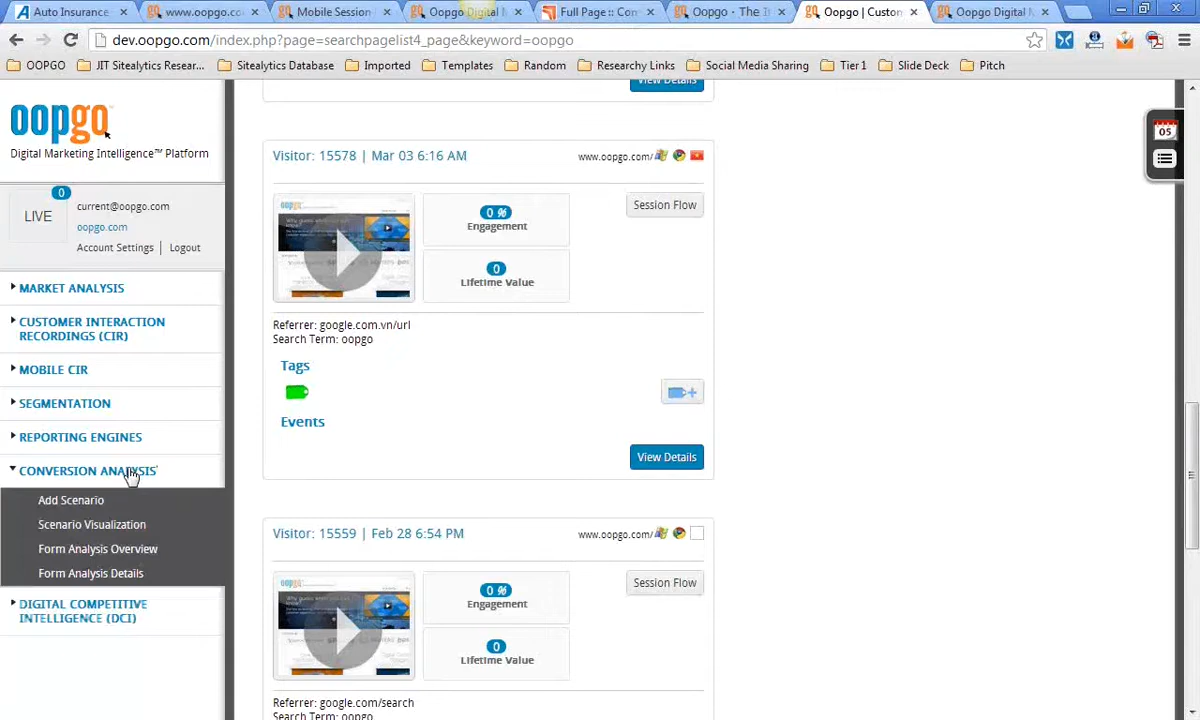 Auto Insurance
www.oopgo.co
Mobile Session
Oopgo Digital M
Full Page :: Con
Oopgo - The In
Oopgo | Custon
Oopgo Digital M
dev.oopgo.com/index.php?page=searchpagelist4_page&keyword=oopgo
OOPGO
JIT Sitealytics Resear...
Sitealytics Database
Imported
Templates
Random
Researchy Links
Social Media Sharing
Tier 1
Slide Deck
Pitch
oopgo
Digital Marketing Intelligence™ Platform
0
LIVE
current@oopgo.com
oopgo.com
Account Settings | Logout
MARKET ANALYSIS
CUSTOMER INTERACTION
RECORDINGS (CIR)
MOBILE CIR
SEGMENTATION
REPORTING ENGINES
CONVERSION ANALYSIS
Add Scenario
Scenario Visualization
Form Analysis Overview
Form Analysis Details
DIGITAL COMPETITIVE
INTELLIGENCE (DCI)
View Details
Visitor: 15578 | Mar 03 6:16 AM
www.oopgo.com/
oopgo
0 %
Engagement
Session Flow
0
Lifetime Value
Referrer: google.com.vn/url
Search Term: oopgo
Tags
Events
View Details
Visitor: 15559 | Feb 28 6:54 PM
www.oopgo.com/
oopgo
0 %
Engagement
Session Flow
0
Lifetime Value
Referrer: google.com/search
Search Term: oopgo
05